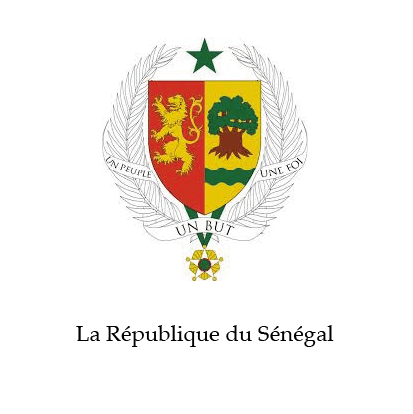 UN PEUPLE
UN BUT
UNE FOI
La République du Sénégal